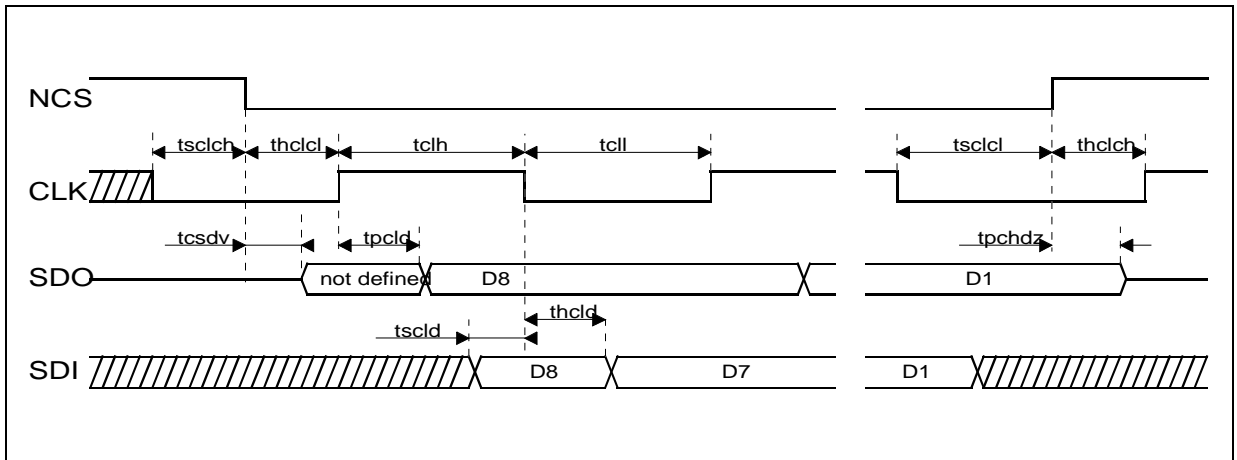 NCS
tsclch thclcl tclh tcll tsclcl thclch
CLK
tcsdv tpcld tpchdz
SDO not defined D8 D1
tscld thcld
SDI D8 D7 D1